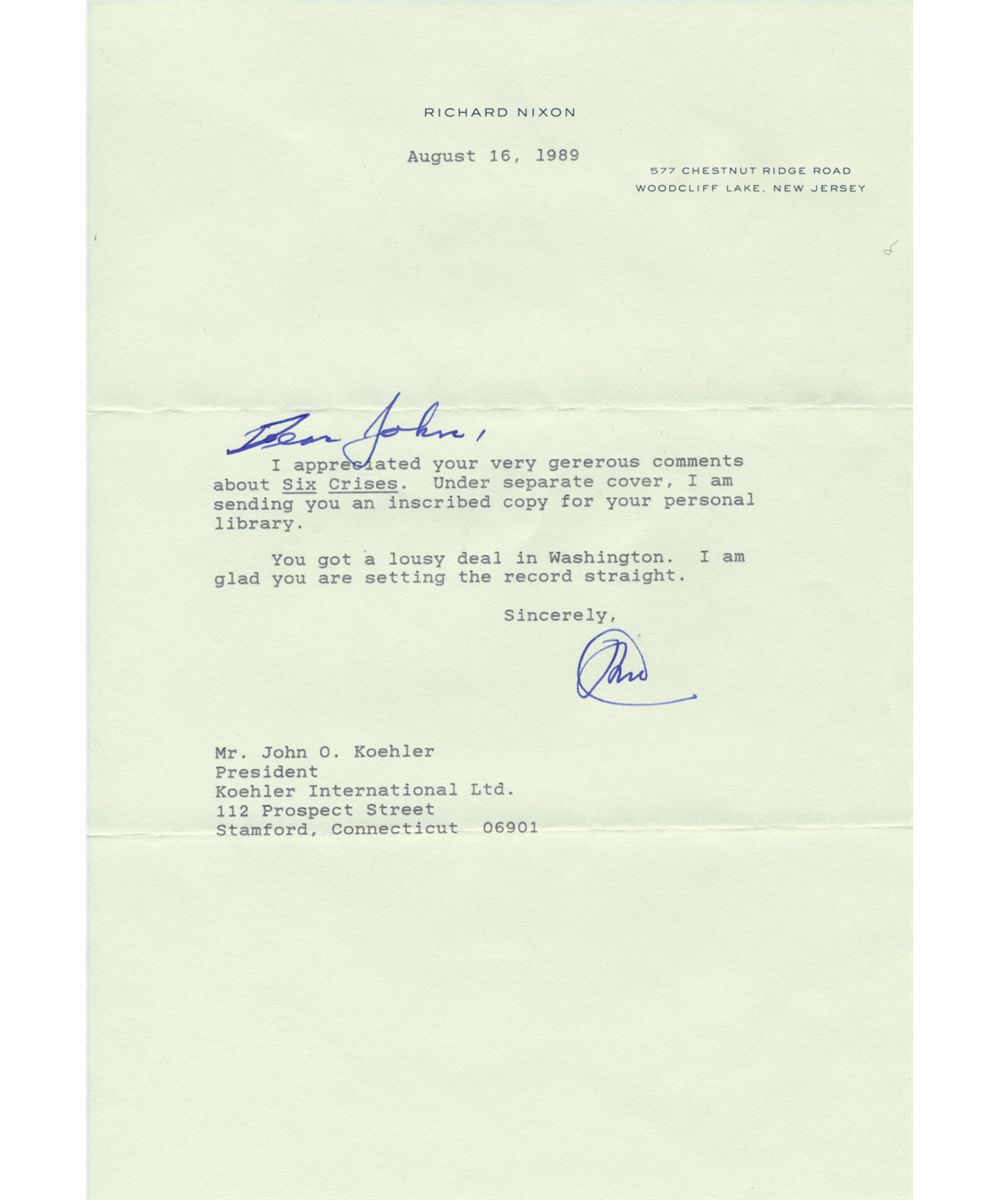 RICHARD NIXON
August 16, 1989
577 CHESTNUT RIDGE ROAD
WOODCLIFF LAKE, NEW JERSEY
Dear John,
I appreciated your very gererous comments
about Six Crises. Under separate cover, I am
sending you an inscribed copy for your personal
library.
You got a lousy deal in Washington. I am
glad you are setting the record straight.
Sincerely,
Mr. John O. Koehler
President
Koehler International Ltd.
112 Prospect Street
Stamford, Connecticut 06901